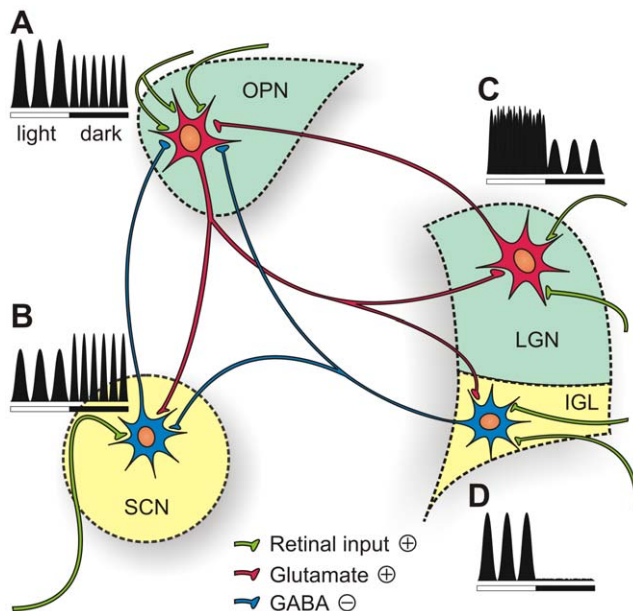 A
OPN
C
light dark
B
LGN
IGL
SCN
D
Retinal input ⊕
Glutamate ⊕
GABA ⊖